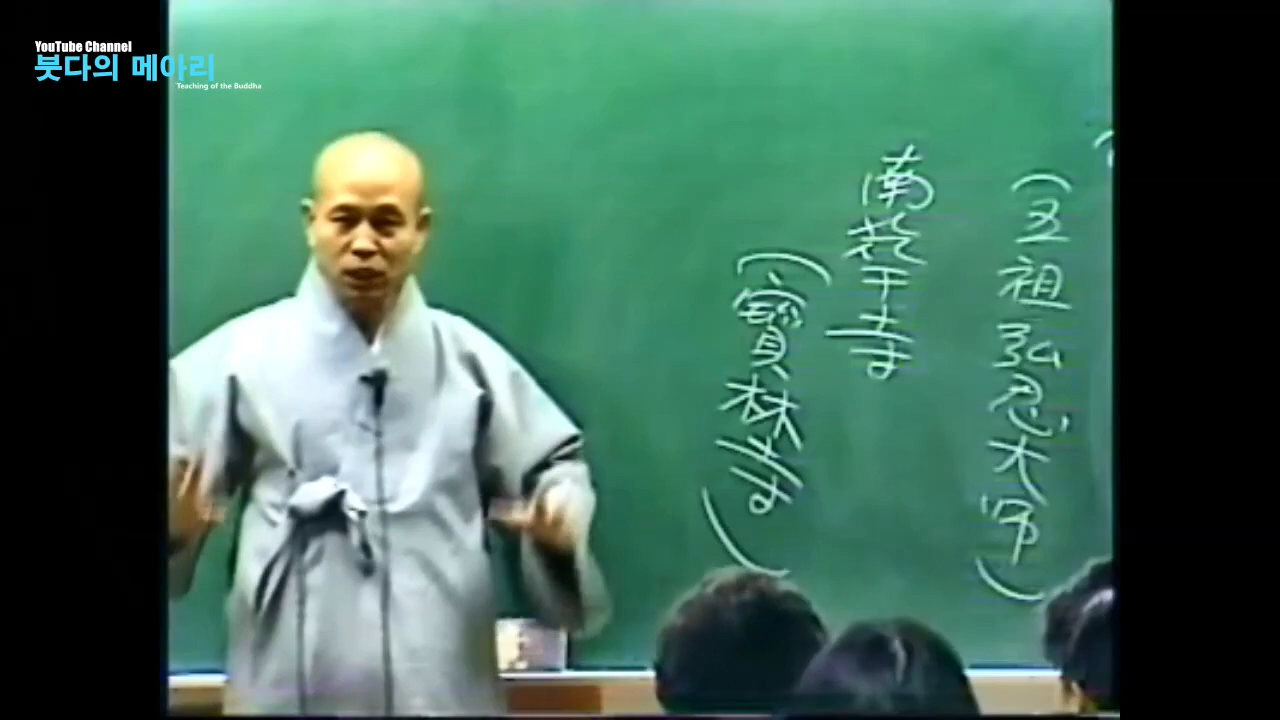 YouTube Channel
붓다의 메아리
Teaching of the Buddha
(五祖弘忍大師)
南華寺
(寶林寺)